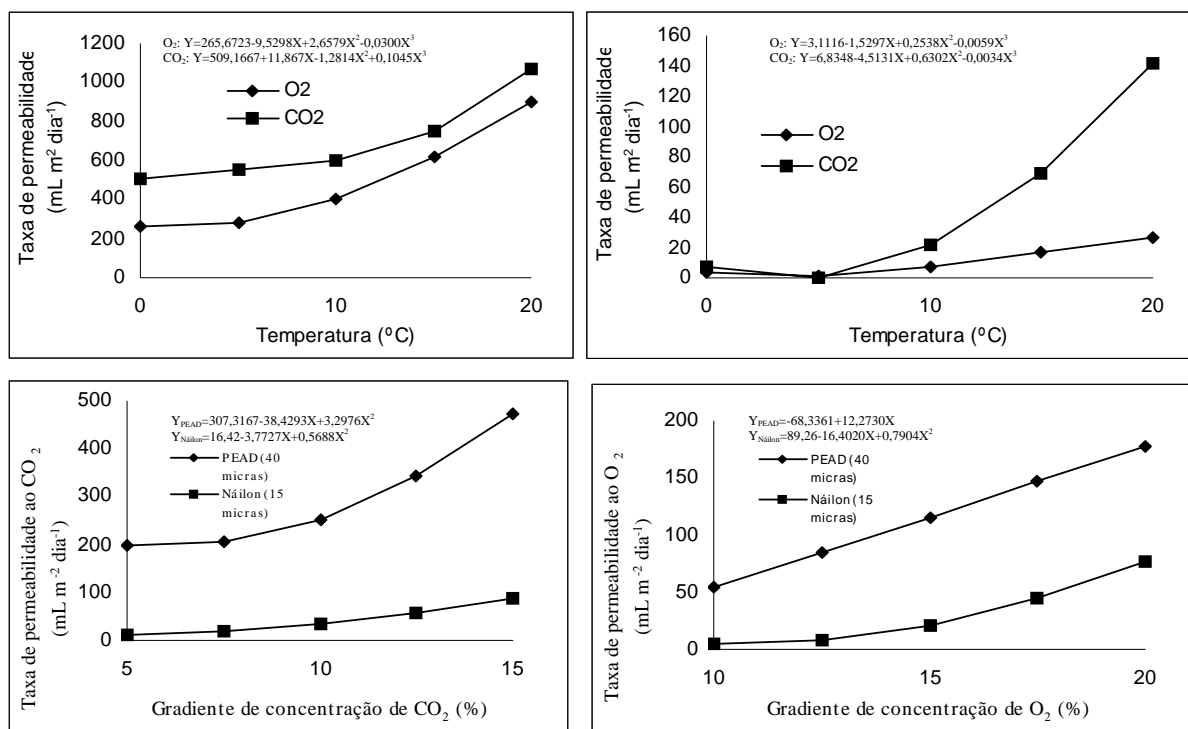 Taxa de permeabilidade
(mL m² dia⁻¹)
O₂: Y=265,6723-9,5298X+2,6579X²-0,0300X³
CO₂: Y=509,1667+11,867X-1,2814X²+0,1045X³
O2
CO2
1200
1000
800
600
400
200
0
0 10 20
Temperatura (ºC)
Taxa de permeabilidade
(mL m² dia⁻¹)
O₂: Y=3,1116-1,5297X+0,2538X²-0,0059X³
CO₂: Y=6,8348-4,5131X+0,6302X²-0,0034X³
O2
CO2
160
140
120
100
80
60
40
20
0
0 10 20
Temperatura (ºC)
Taxa de permeabilidade ao CO₂
(mL m⁻² dia⁻¹)
Y_PEAD=307,3167-38,4293X+3,2976X²
Y_Náilon=16,42-3,7727X+0,5688X²
PEAD (40
micras)
Náilon (15
micras)
500
400
300
200
100
0
5 10 15
Gradiente de concentração de CO₂ (%)
Taxa de permeabilidade ao O₂
(mL m⁻² dia⁻¹)
Y_PEAD=-68,3361+12,2730X
Y_Náilon=89,26-16,4020X+0,7904X²
PEAD (40
micras)
Náilon (15
micras)
200
150
100
50
0
10 15 20
Gradiente de concentração de O₂ (%)